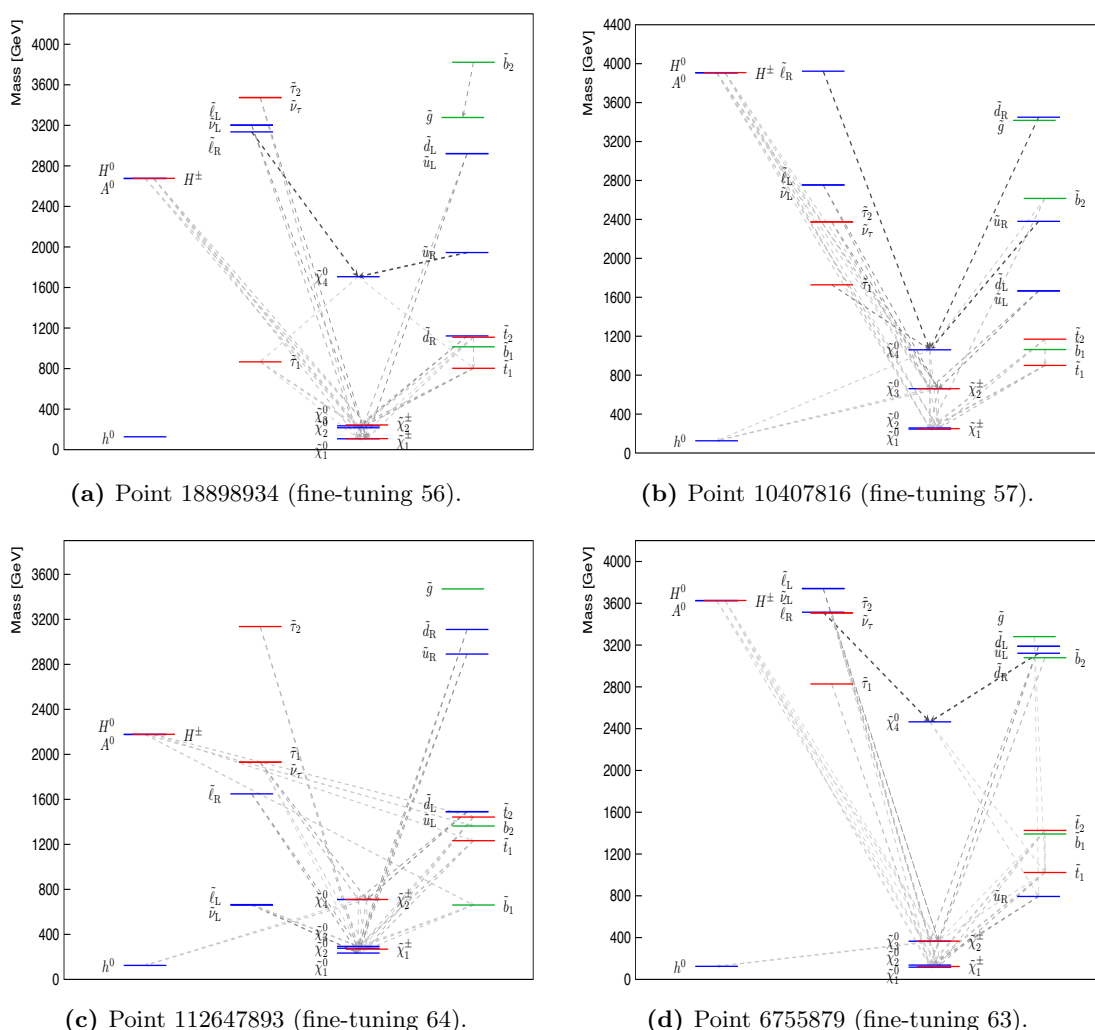 Mass [GeV]
4000
3600
3200
2800
2400
2000
1600
1200
800
400
0
H⁰
A⁰
H±
h⁰
τ̃₂
ν̃τ
ℓ̃L
ν̃L
ℓ̃R
τ̃₁
χ̃⁰₄
χ̃⁰₃
χ̃⁰₂
χ̃⁰₁
χ̃±₂
χ̃±₁
b̃₂
g̃
d̃L
ũL
ũR
d̃R
t̃₂
b̃₁
t̃₁
(a) Point 18898934 (fine-tuning 56).
Mass [GeV]
4400
4000
3600
3200
2800
2400
2000
1600
1200
800
400
0
H⁰
A⁰
H±
h⁰
ℓ̃R
ℓ̃L
ν̃L
τ̃₂
ν̃τ
τ̃₁
χ̃⁰₄
χ̃⁰₃
χ̃⁰₂
χ̃⁰₁
χ̃±₂
χ̃±₁
d̃R
g̃
b̃₂
ũR
d̃L
ũL
t̃₂
b̃₁
t̃₁
(b) Point 10407816 (fine-tuning 57).
Mass [GeV]
3600
3200
2800
2400
2000
1600
1200
800
400
0
H⁰
A⁰
H±
h⁰
τ̃₂
τ̃₁
ν̃τ
ℓ̃R
ℓ̃L
ν̃L
χ̃⁰₄
χ̃⁰₃
χ̃⁰₂
χ̃⁰₁
χ̃±₂
χ̃±₁
g̃
d̃R
ũR
d̃L
ũL
t̃₂
b̃₂
t̃₁
b̃₁
(c) Point 112647893 (fine-tuning 64).
Mass [GeV]
4000
3600
3200
2800
2400
2000
1600
1200
800
400
0
H⁰
A⁰
H±
h⁰
ℓ̃L
ν̃L
ℓ̃R
τ̃₂
ν̃τ
τ̃₁
χ̃⁰₄
χ̃⁰₃
χ̃⁰₂
χ̃⁰₁
χ̃±₂
χ̃±₁
g̃
d̃L
ũL
d̃R
b̃₂
t̃₂
b̃₁
t̃₁
ũR
(d) Point 6755879 (fine-tuning 63).